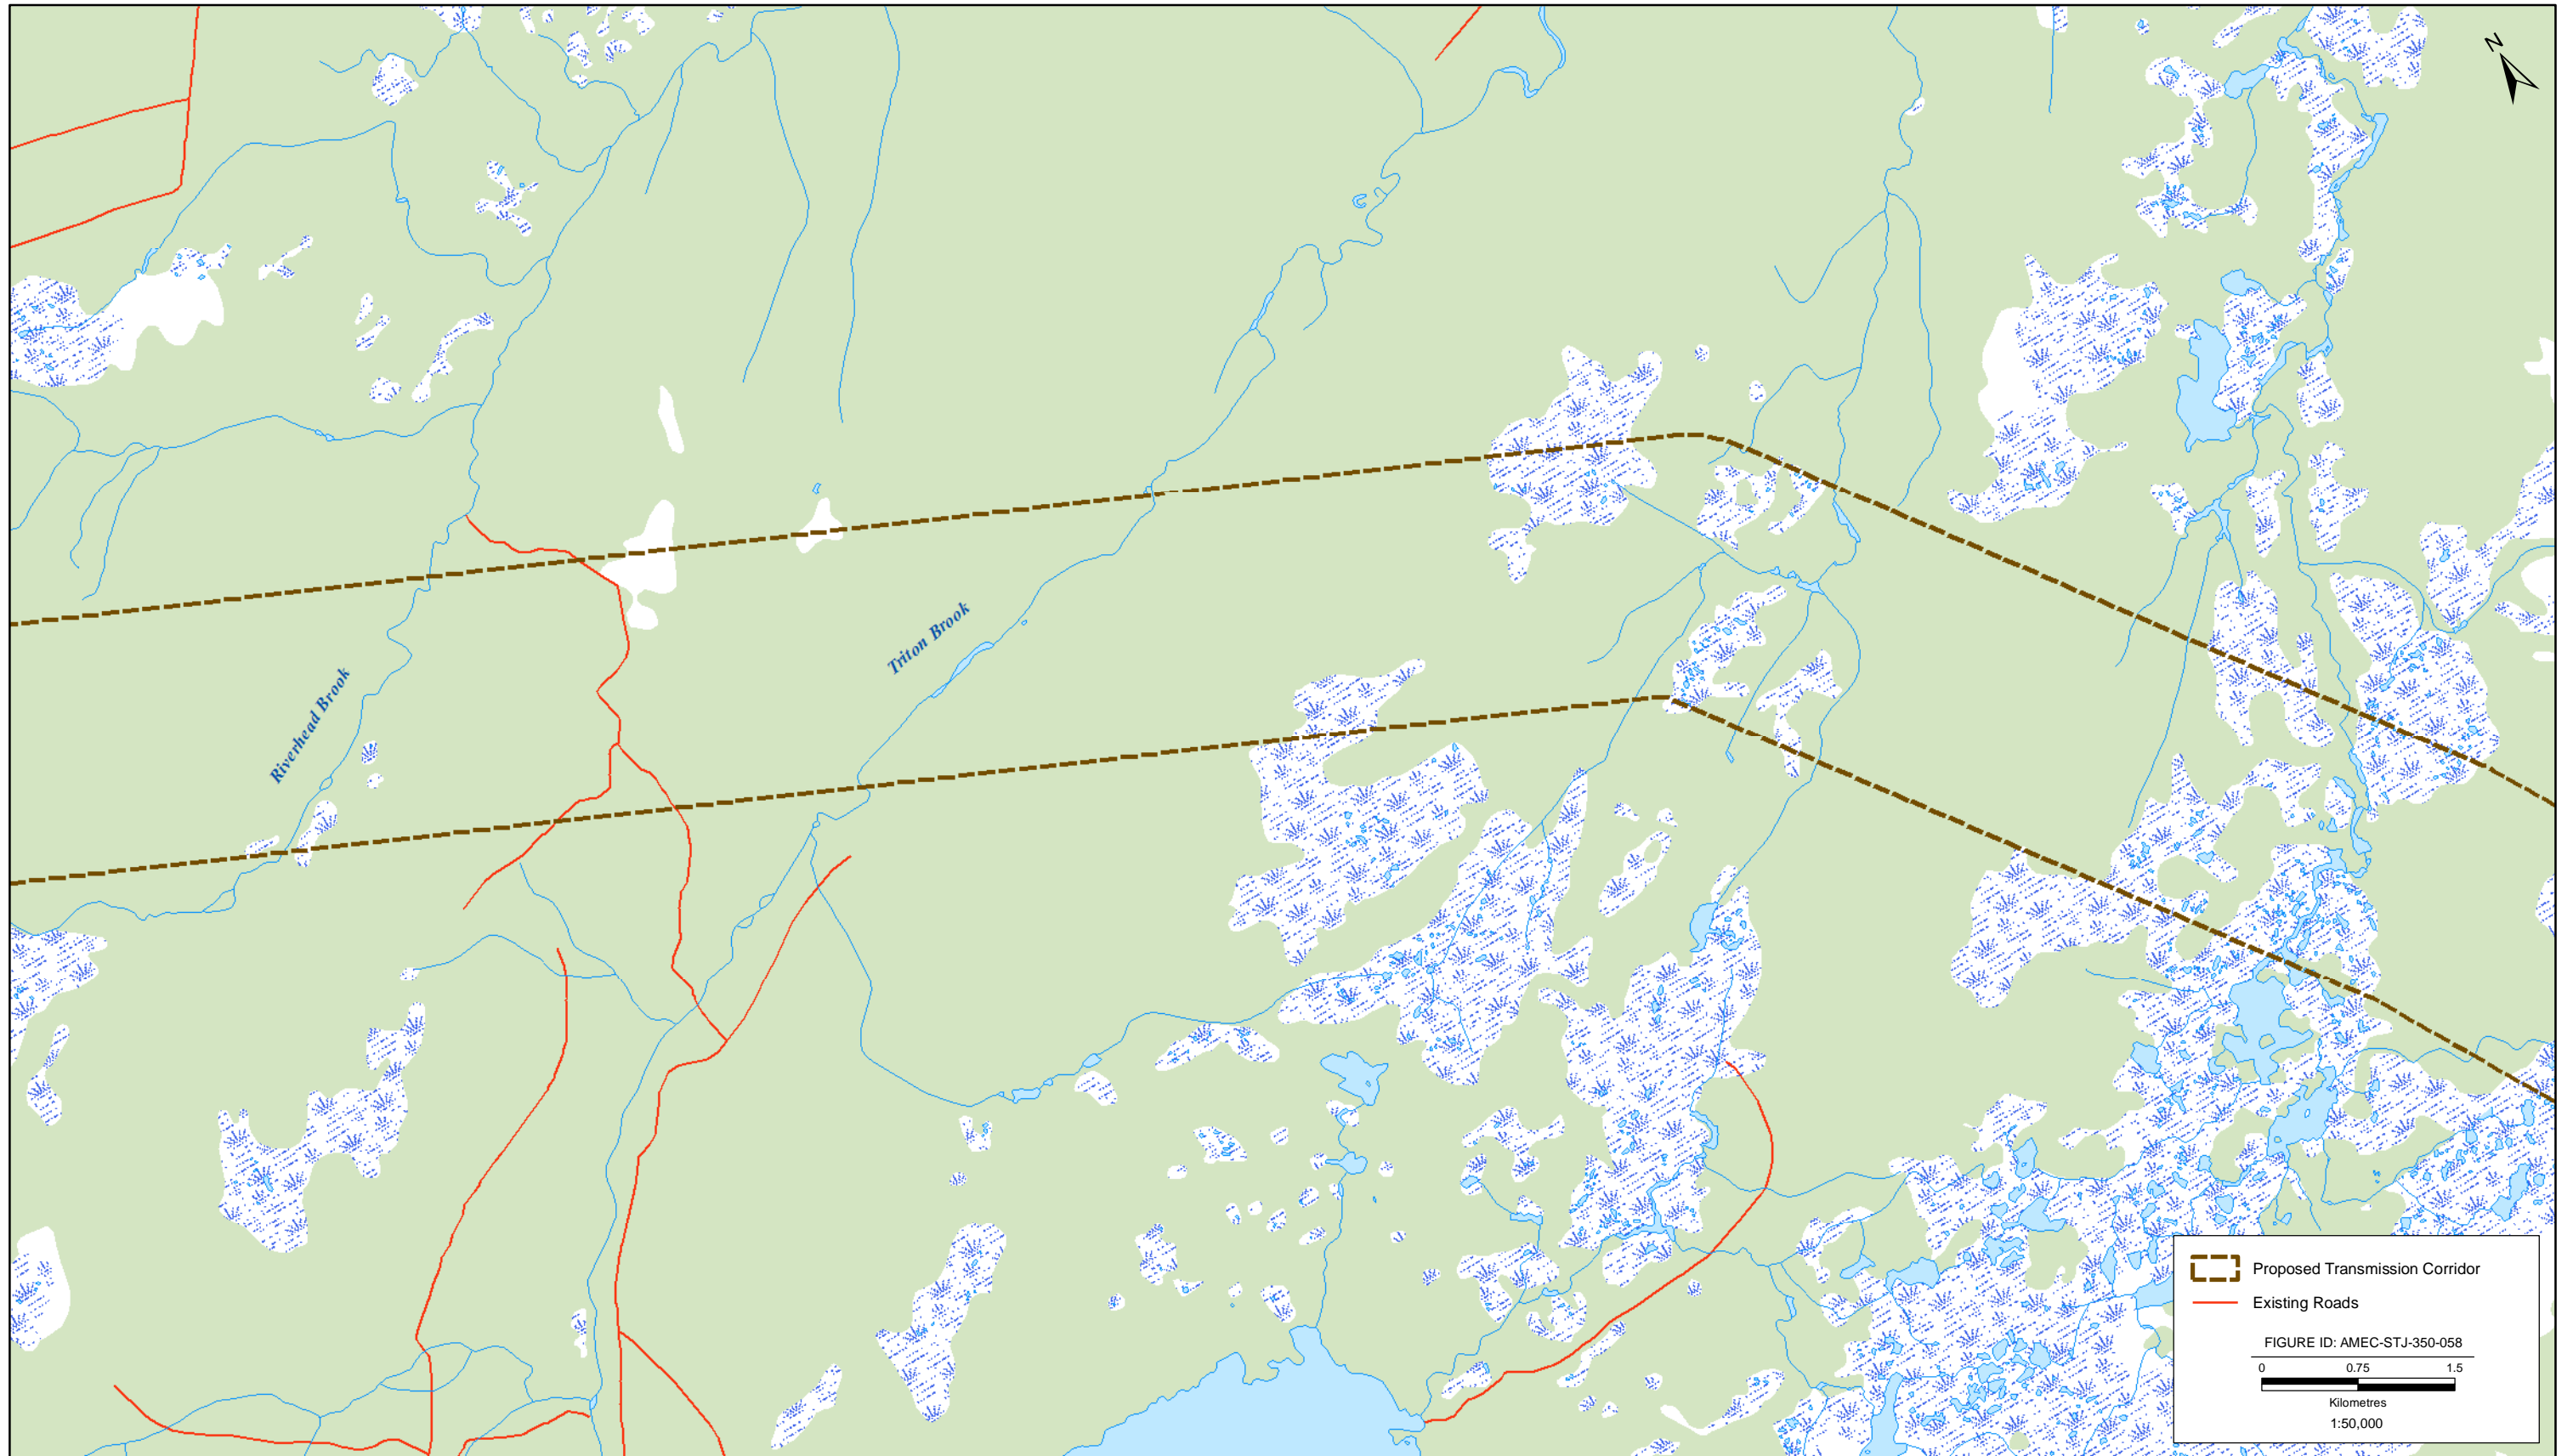 N
Triton Brook
Riverhead Brook
Proposed Transmission Corridor
Existing Roads
FIGURE ID: AMEC-STJ-350-058
0 0.75 1.5
Kilometres
1:50,000